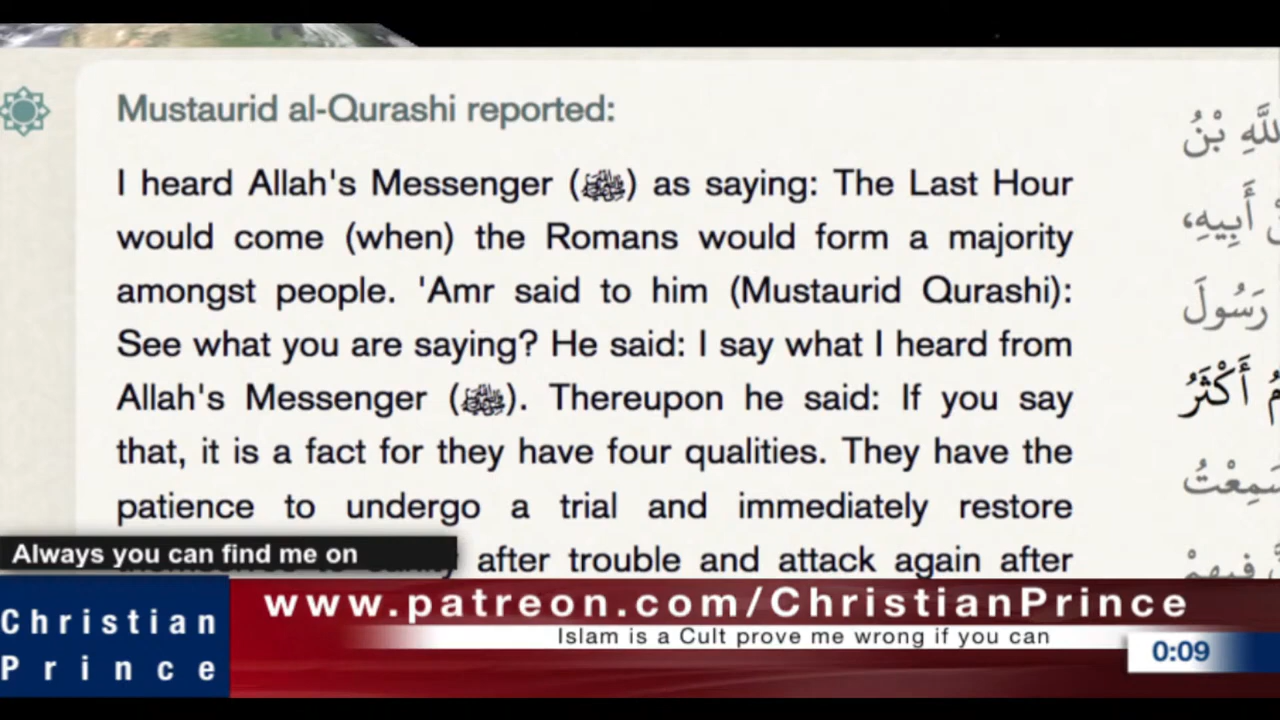 Mustaurid al-Qurashi reported:
I heard Allah's Messenger (ﷺ) as saying: The Last Hour
would come (when) the Romans would form a majority
amongst people. 'Amr said to him (Mustaurid Qurashi):
See what you are saying? He said: I say what I heard from
Allah's Messenger (ﷺ). Thereupon he said: If you say
that, it is a fact for they have four qualities. They have the
patience to undergo a trial and immediately restore
after trouble and attack again after
للَّهِ بْنُ
أَبِيهِ،
رَسُولَ
أَكْثَرُ
سَمِعْتُ
فِيهِمْ
Always you can find me on
Christian
Prince
www.patreon.com/ChristianPrince
Islam is a Cult prove me wrong if you can
0:09